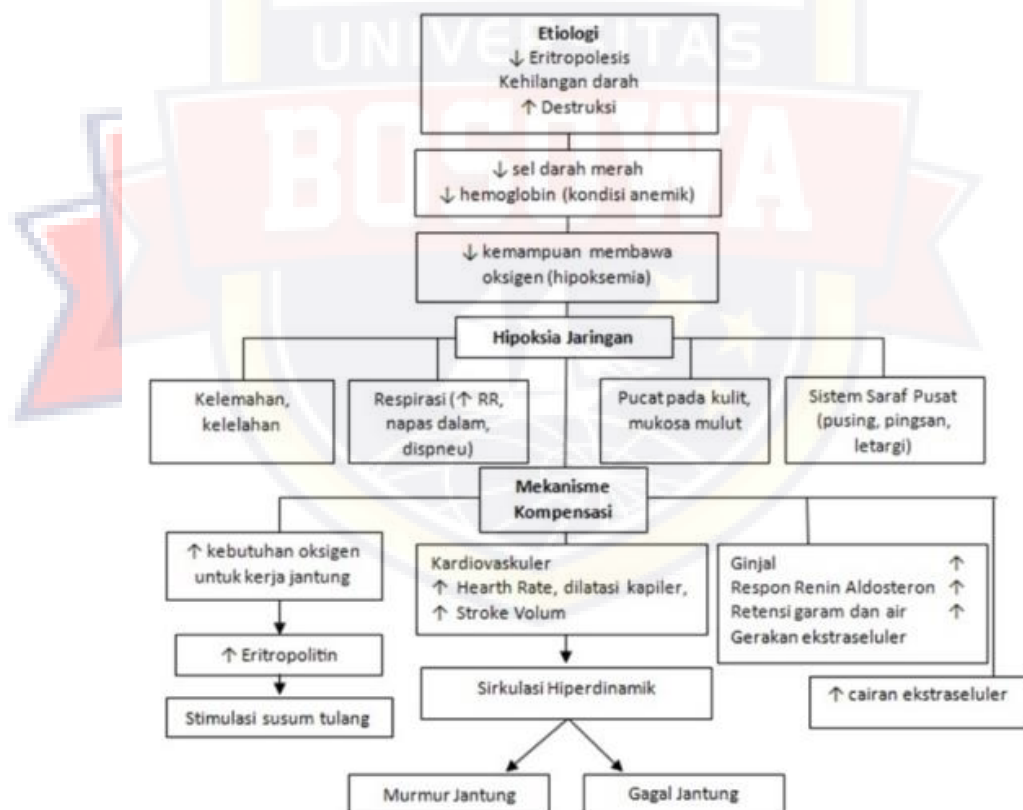 UNIVERSITAS
BOSOWA
Etiologi
↓ Eritropolesis
Kehilangan darah
↑ Destruksi
↓ sel darah merah
↓ hemoglobin (kondisi anemik)
↓ kemampuan membawa
oksigen (hipoksemia)
Hipoksia Jaringan
Kelemahan,
kelelahan
Respirasi (↑ RR,
napas dalam,
dispneu)
Pucat pada kulit,
mukosa mulut
Sistem Saraf Pusat
(pusing, pingsan,
letargi)
Mekanisme
Kompensasi
↑ kebutuhan oksigen
untuk kerja jantung
↑ Eritropolitin
Stimulasi susum tulang
Kardiovaskuler
↑ Hearth Rate, dilatasi kapiler,
↑ Stroke Volum
Sirkulasi Hiperdinamik
Murmur Jantung
Gagal Jantung
Ginjal ↑
Respon Renin Aldosteron ↑
Retensi garam dan air ↑
Gerakan ekstraseluler
↑ cairan ekstraseluler